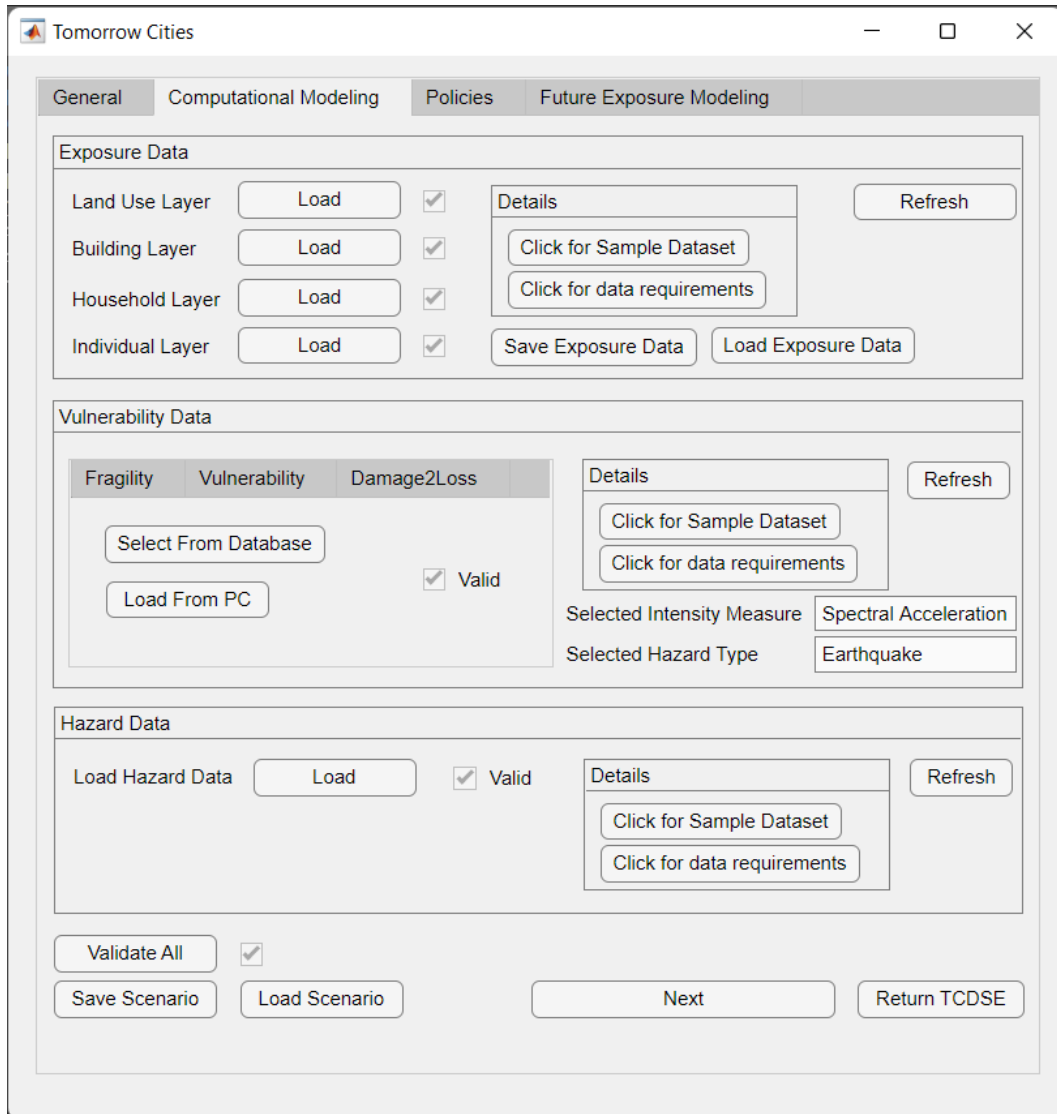 Tomorrow Cities
General Computational Modeling Policies Future Exposure Modeling
Exposure Data
Land Use Layer Load Details Refresh
Building Layer Load Click for Sample Dataset
Household Layer Load Click for data requirements
Individual Layer Load Save Exposure Data Load Exposure Data
Vulnerability Data
Fragility Vulnerability Damage2Loss Details Refresh
Select From Database Click for Sample Dataset
Load From PC Valid Click for data requirements
Selected Intensity Measure Spectral Acceleration
Selected Hazard Type Earthquake
Hazard Data
Load Hazard Data Load Valid Details Refresh
Click for Sample Dataset
Click for data requirements
Validate All
Save Scenario Load Scenario Next Return TCDSE